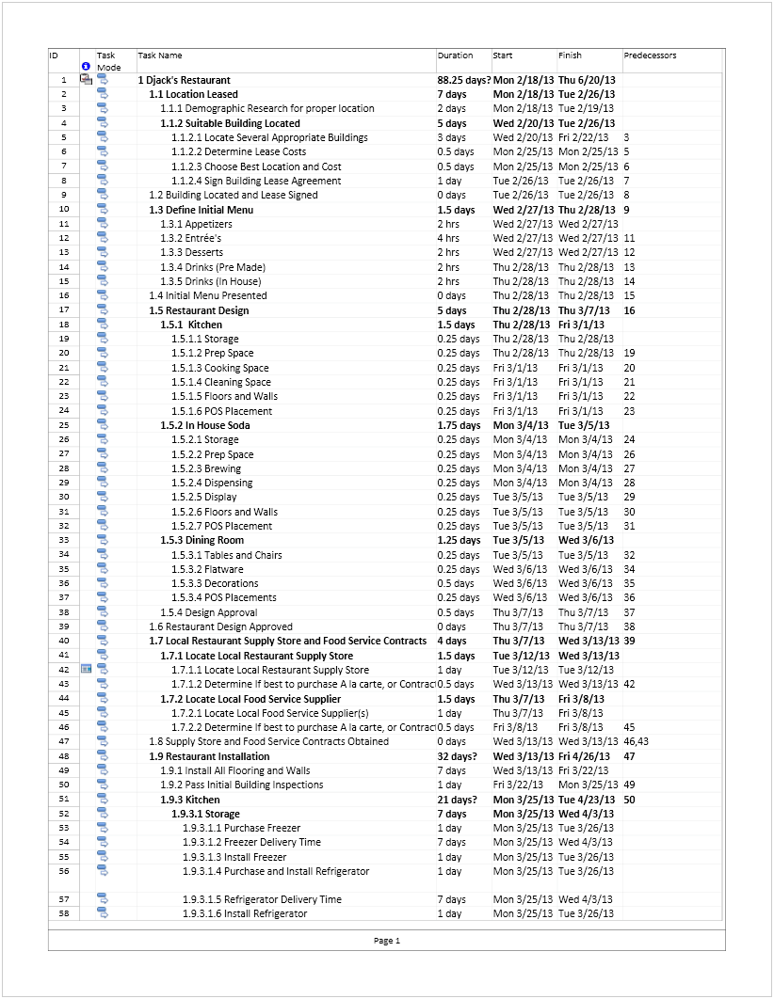 ID Task Mode Task Name Duration Start Finish Predecessors
1 1 Djack's Restaurant 88.25 days? Mon 2/18/13 Thu 6/20/13
2 1.1 Location Leased 7 days Mon 2/18/13 Tue 2/26/13
3 1.1.1 Demographic Research for proper location 2 days Mon 2/18/13 Tue 2/19/13
4 1.1.2 Suitable Building Located 5 days Wed 2/20/13 Tue 2/26/13
5 1.1.2.1 Locate Several Appropriate Buildings 3 days Wed 2/20/13 Fri 2/22/13 3
6 1.1.2.2 Determine Lease Costs 0.5 days Mon 2/25/13 Mon 2/25/13 5
7 1.1.2.3 Choose Best Location and Cost 0.5 days Mon 2/25/13 Mon 2/25/13 6
8 1.1.2.4 Sign Building Lease Agreement 1 day Tue 2/26/13 Tue 2/26/13 7
9 1.2 Building Located and Lease Signed 0 days Tue 2/26/13 Tue 2/26/13 8
10 1.3 Define Initial Menu 1.5 days Wed 2/27/13 Thu 2/28/13 9
11 1.3.1 Appetizers 2 hrs Wed 2/27/13 Wed 2/27/13
12 1.3.2 Entrée's 4 hrs Wed 2/27/13 Wed 2/27/13 11
13 1.3.3 Desserts 2 hrs Wed 2/27/13 Wed 2/27/13 12
14 1.3.4 Drinks (Pre Made) 2 hrs Thu 2/28/13 Thu 2/28/13 13
15 1.3.5 Drinks (In House) 2 hrs Thu 2/28/13 Thu 2/28/13 14
16 1.4 Initial Menu Presented 0 days Thu 2/28/13 Thu 2/28/13 15
17 1.5 Restaurant Design 5 days Thu 2/28/13 Thu 3/7/13 16
18 1.5.1 Kitchen 1.5 days Thu 2/28/13 Fri 3/1/13
19 1.5.1.1 Storage 0.25 days Thu 2/28/13 Thu 2/28/13
20 1.5.1.2 Prep Space 0.25 days Thu 2/28/13 Thu 2/28/13 19
21 1.5.1.3 Cooking Space 0.25 days Fri 3/1/13 Fri 3/1/13 20
22 1.5.1.4 Cleaning Space 0.25 days Fri 3/1/13 Fri 3/1/13 21
23 1.5.1.5 Floors and Walls 0.25 days Fri 3/1/13 Fri 3/1/13 22
24 1.5.1.6 POS Placement 0.25 days Fri 3/1/13 Fri 3/1/13 23
25 1.5.2 In House Soda 1.75 days Mon 3/4/13 Tue 3/5/13
26 1.5.2.1 Storage 0.25 days Mon 3/4/13 Mon 3/4/13 24
27 1.5.2.2 Prep Space 0.25 days Mon 3/4/13 Mon 3/4/13 26
28 1.5.2.3 Brewing 0.25 days Mon 3/4/13 Mon 3/4/13 27
29 1.5.2.4 Dispensing 0.25 days Mon 3/4/13 Mon 3/4/13 28
30 1.5.2.5 Display 0.25 days Tue 3/5/13 Tue 3/5/13 29
31 1.5.2.6 Floors and Walls 0.25 days Tue 3/5/13 Tue 3/5/13 30
32 1.5.2.7 POS Placement 0.25 days Tue 3/5/13 Tue 3/5/13 31
33 1.5.3 Dining Room 1.25 days Tue 3/5/13 Wed 3/6/13
34 1.5.3.1 Tables and Chairs 0.25 days Tue 3/5/13 Tue 3/5/13 32
35 1.5.3.2 Flatware 0.25 days Wed 3/6/13 Wed 3/6/13 34
36 1.5.3.3 Decorations 0.5 days Wed 3/6/13 Wed 3/6/13 35
37 1.5.3.4 POS Placements 0.25 days Wed 3/6/13 Wed 3/6/13 36
38 1.5.4 Design Approval 0.5 days Thu 3/7/13 Thu 3/7/13 37
39 1.6 Restaurant Design Approved 0 days Thu 3/7/13 Thu 3/7/13 38
40 1.7 Local Restaurant Supply Store and Food Service Contracts 4 days Thu 3/7/13 Wed 3/13/13 39
41 1.7.1 Locate Local Restaurant Supply Store 1.5 days Tue 3/12/13 Wed 3/13/13
42 1.7.1.1 Locate Local Restaurant Supply Store 1 day Tue 3/12/13 Tue 3/12/13
43 1.7.1.2 Determine If best to purchase A la carte, or Contract 0.5 days Wed 3/13/13 Wed 3/13/13 42
44 1.7.2 Locate Local Food Service Supplier 1.5 days Thu 3/7/13 Fri 3/8/13
45 1.7.2.1 Locate Local Food Service Supplier(s) 1 day Thu 3/7/13 Fri 3/8/13
46 1.7.2.2 Determine If best to purchase A la carte, or Contract 0.5 days Fri 3/8/13 Fri 3/8/13 45
47 1.8 Supply Store and Food Service Contracts Obtained 0 days Wed 3/13/13 Wed 3/13/13 46,43
48 1.9 Restaurant Installation 32 days? Wed 3/13/13 Fri 4/26/13 47
49 1.9.1 Install All Flooring and Walls 7 days Wed 3/13/13 Fri 3/22/13
50 1.9.2 Pass Initial Building Inspections 1 day Fri 3/22/13 Mon 3/25/13 49
51 1.9.3 Kitchen 21 days? Mon 3/25/13 Tue 4/23/13 50
52 1.9.3.1 Storage 7 days Mon 3/25/13 Wed 4/3/13
53 1.9.3.1.1 Purchase Freezer 1 day Mon 3/25/13 Tue 3/26/13
54 1.9.3.1.2 Freezer Delivery Time 7 days Mon 3/25/13 Wed 4/3/13
55 1.9.3.1.3 Install Freezer 1 day Mon 3/25/13 Tue 3/26/13
56 1.9.3.1.4 Purchase and Install Refrigerator 1 day Mon 3/25/13 Tue 3/26/13
57 1.9.3.1.5 Refrigerator Delivery Time 7 days Mon 3/25/13 Wed 4/3/13
58 1.9.3.1.6 Install Refrigerator 1 day Mon 3/25/13 Tue 3/26/13
Page 1